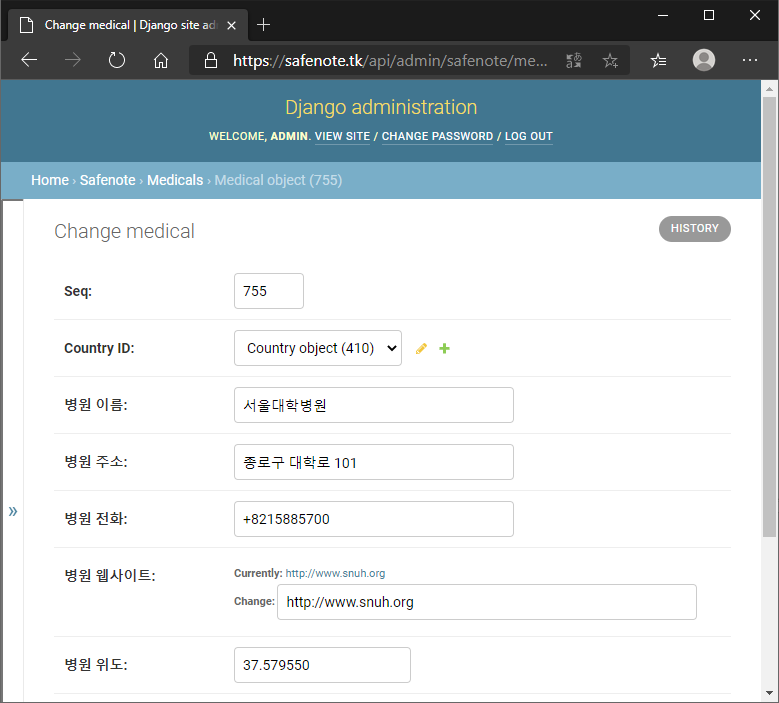 Change medical | Django site ad
https://safenote.tk/api/admin/safenote/me...
Django administration
WELCOME, ADMIN. VIEW SITE / CHANGE PASSWORD / LOG OUT
Home › Safenote › Medicals › Medical object (755)
Change medical
HISTORY
Seq: 755
Country ID: Country object (410)
병원 이름: 서울대학병원
병원 주소: 종로구 대학로 101
»
병원 전화: +8215885700
병원 웹사이트: Currently: http://www.snuh.org
Change: http://www.snuh.org
병원 위도: 37.579550